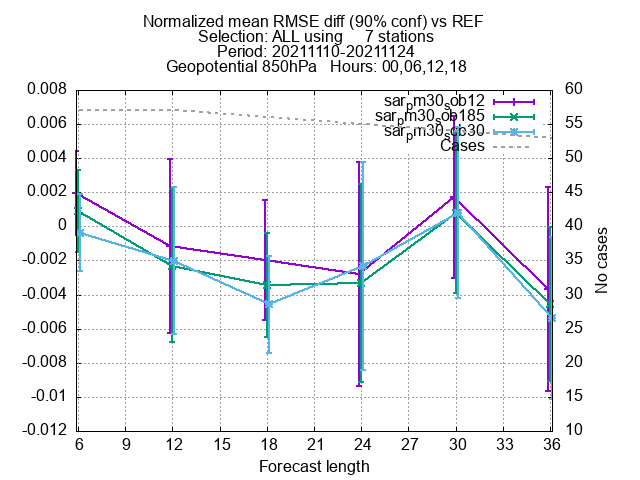 Normalized mean RMSE diff (90% conf) vs REF
Selection: ALL using     7 stations
Period: 20211110-20211124
Geopotential 850hPa   Hours: 00,06,12,18
0.008
0.006
0.004
0.002
0
-0.002
-0.004
-0.006
-0.008
-0.01
-0.012
60
55
50
45
40
35
30
25
20
15
10
sar_pm30_sob12
sar_pm30_sob185
sar_pm30_sb30
Cases
No cases
6 9 12 15 18 21 24 27 30 33 36
Forecast length